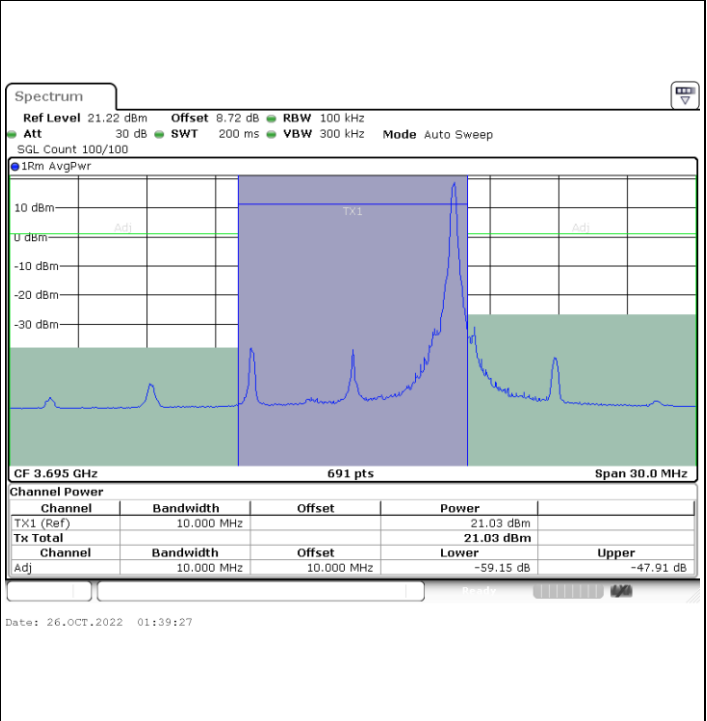 Spectrum
Ref Level 21.22 dBm Offset 8.72 dB RBW 100 kHz
Att 30 dB SWT 200 ms VBW 300 kHz Mode Auto Sweep
SGL Count 100/100
1Rm AvgPwr
10 dBm
TX1
Adj
Adj
0 dBm
-10 dBm
-20 dBm
-30 dBm
CF 3.695 GHz 691 pts Span 30.0 MHz
Channel Power
Channel Bandwidth Offset Power
TX1 (Ref) 10.000 MHz 21.03 dBm
Tx Total 21.03 dBm
Channel Bandwidth Offset Lower Upper
Adj 10.000 MHz 10.000 MHz -59.15 dB -47.91 dB
Ready
Date: 26.OCT.2022 01:39:27